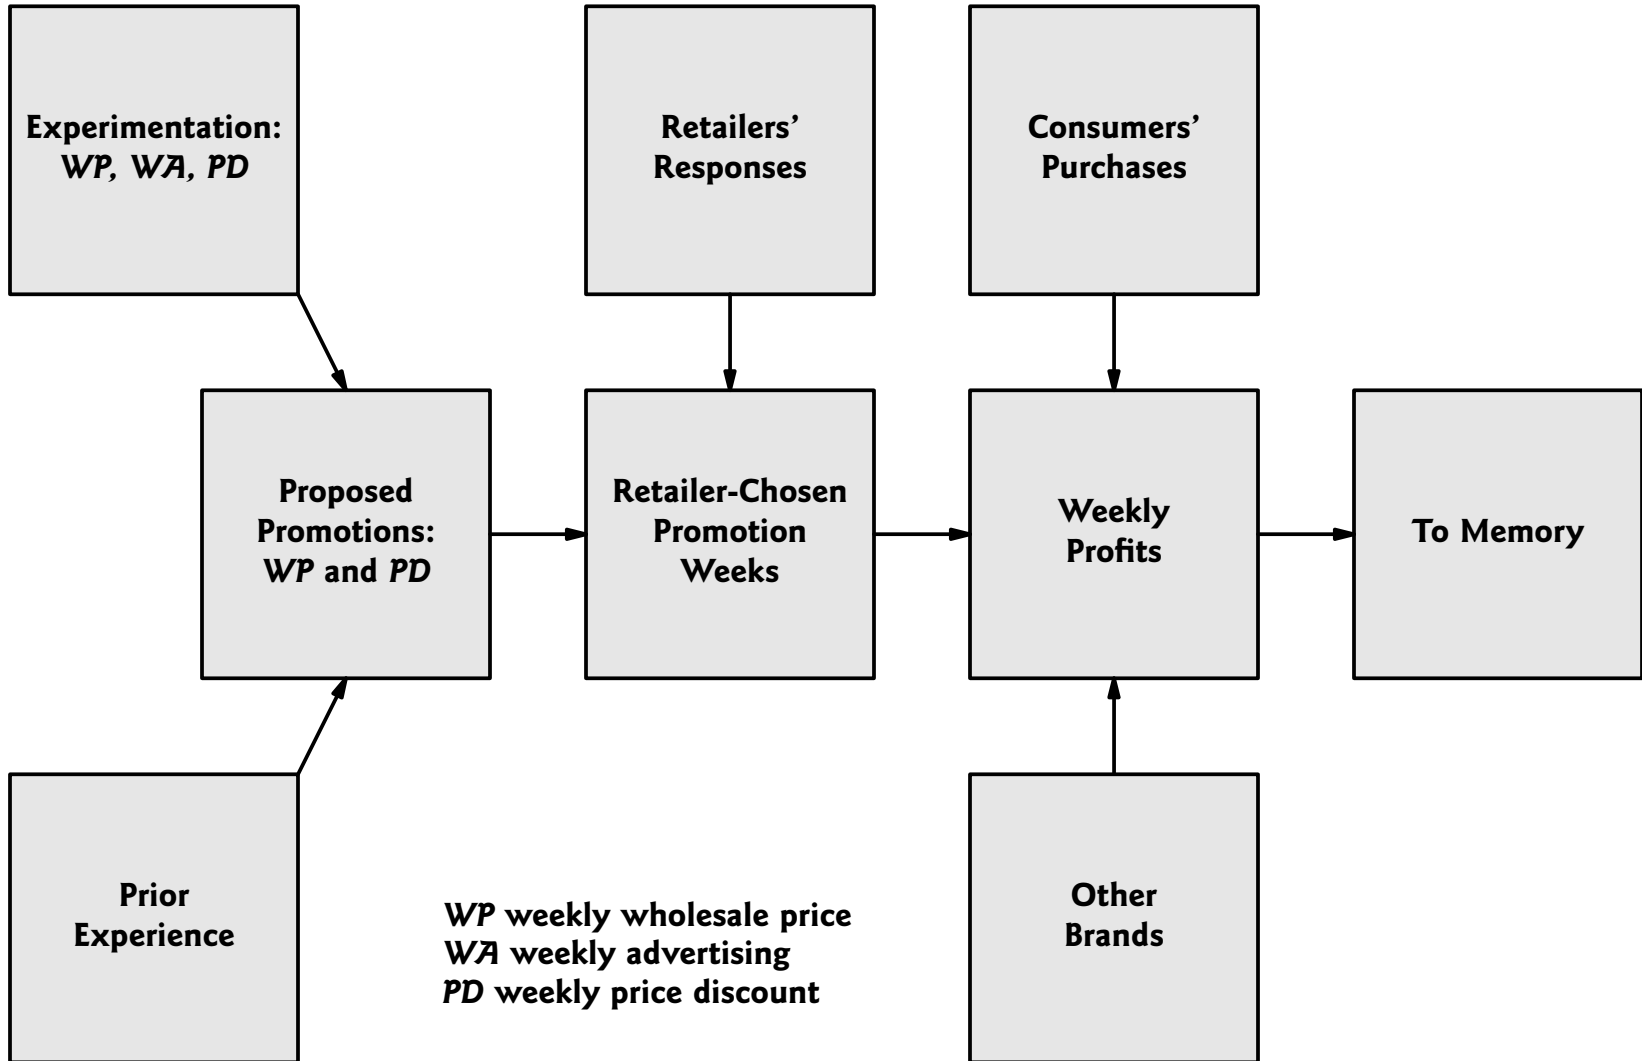 Experimentation:
WP, WA, PD
Retailers’
Responses
Consumers’
Purchases
Proposed
Promotions:
WP and PD
Retailer-Chosen
Promotion
Weeks
Weekly
Profits
To Memory
Prior
Experience
WP weekly wholesale price
WA weekly advertising
PD weekly price discount
Other
Brands